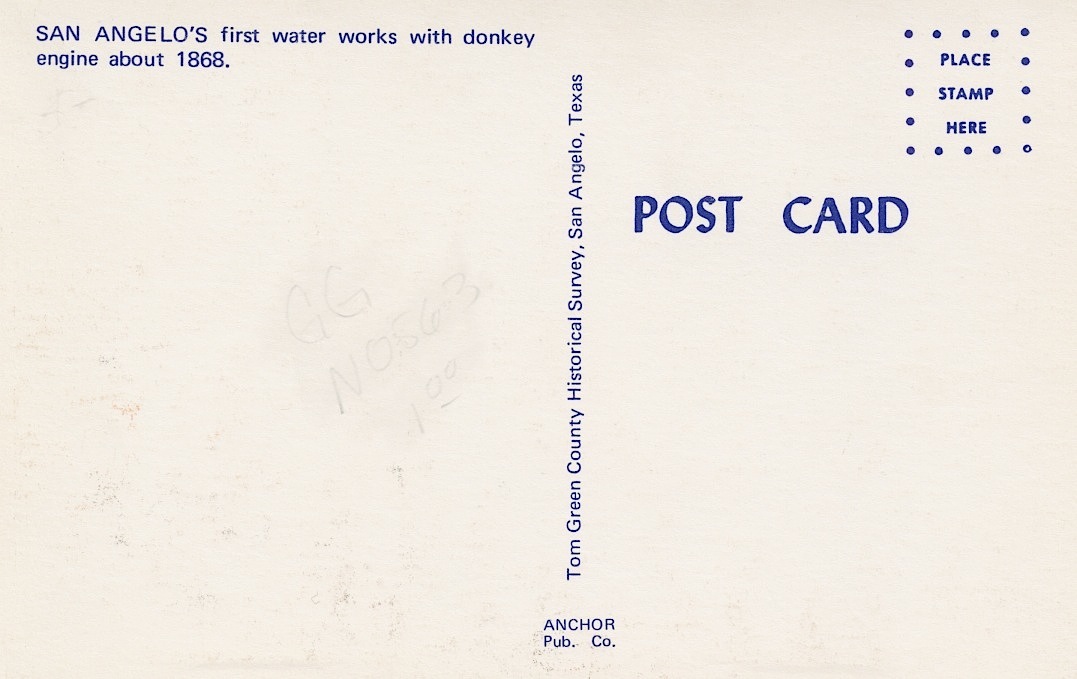 SAN ANGELO'S first water works with donkey
engine about 1868.
Tom Green County Historical Survey, San Angelo, Texas
ANCHOR
Pub. Co.
PLACE
STAMP
HERE
POST CARD
GG
N0563
1.00